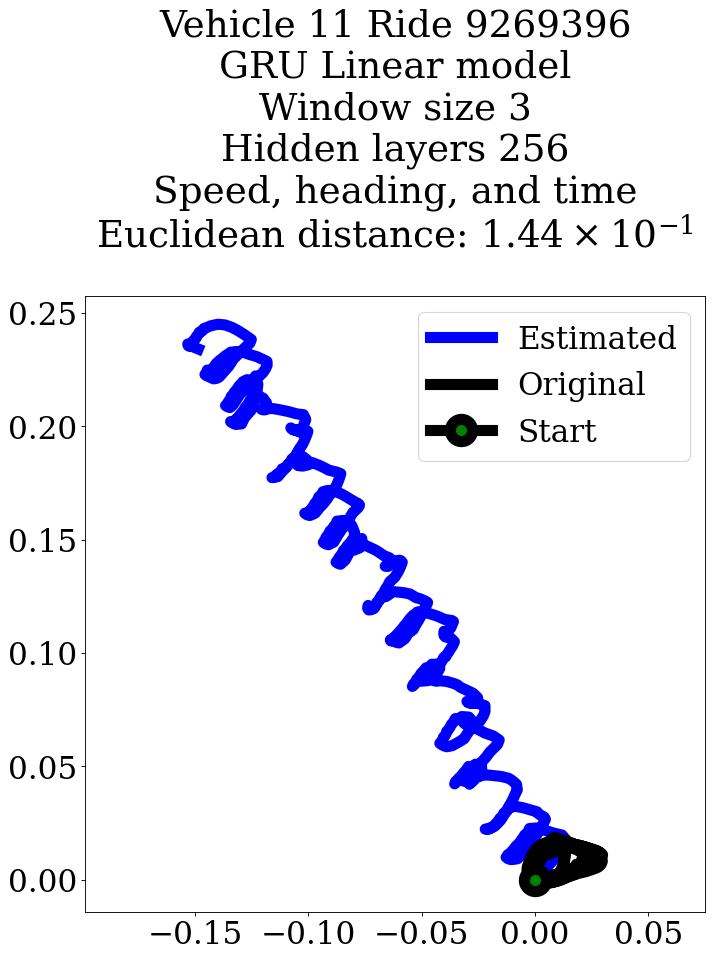 Vehicle 11 Ride 9269396
GRU Linear model
Window size 3
Hidden layers 256
Speed, heading, and time
Euclidean distance: 1.44 × 10⁻¹
Estimated
Original
Start
0.25
0.20
0.15
0.10
0.05
0.00
−0.15 −0.10 −0.05 0.00 0.05